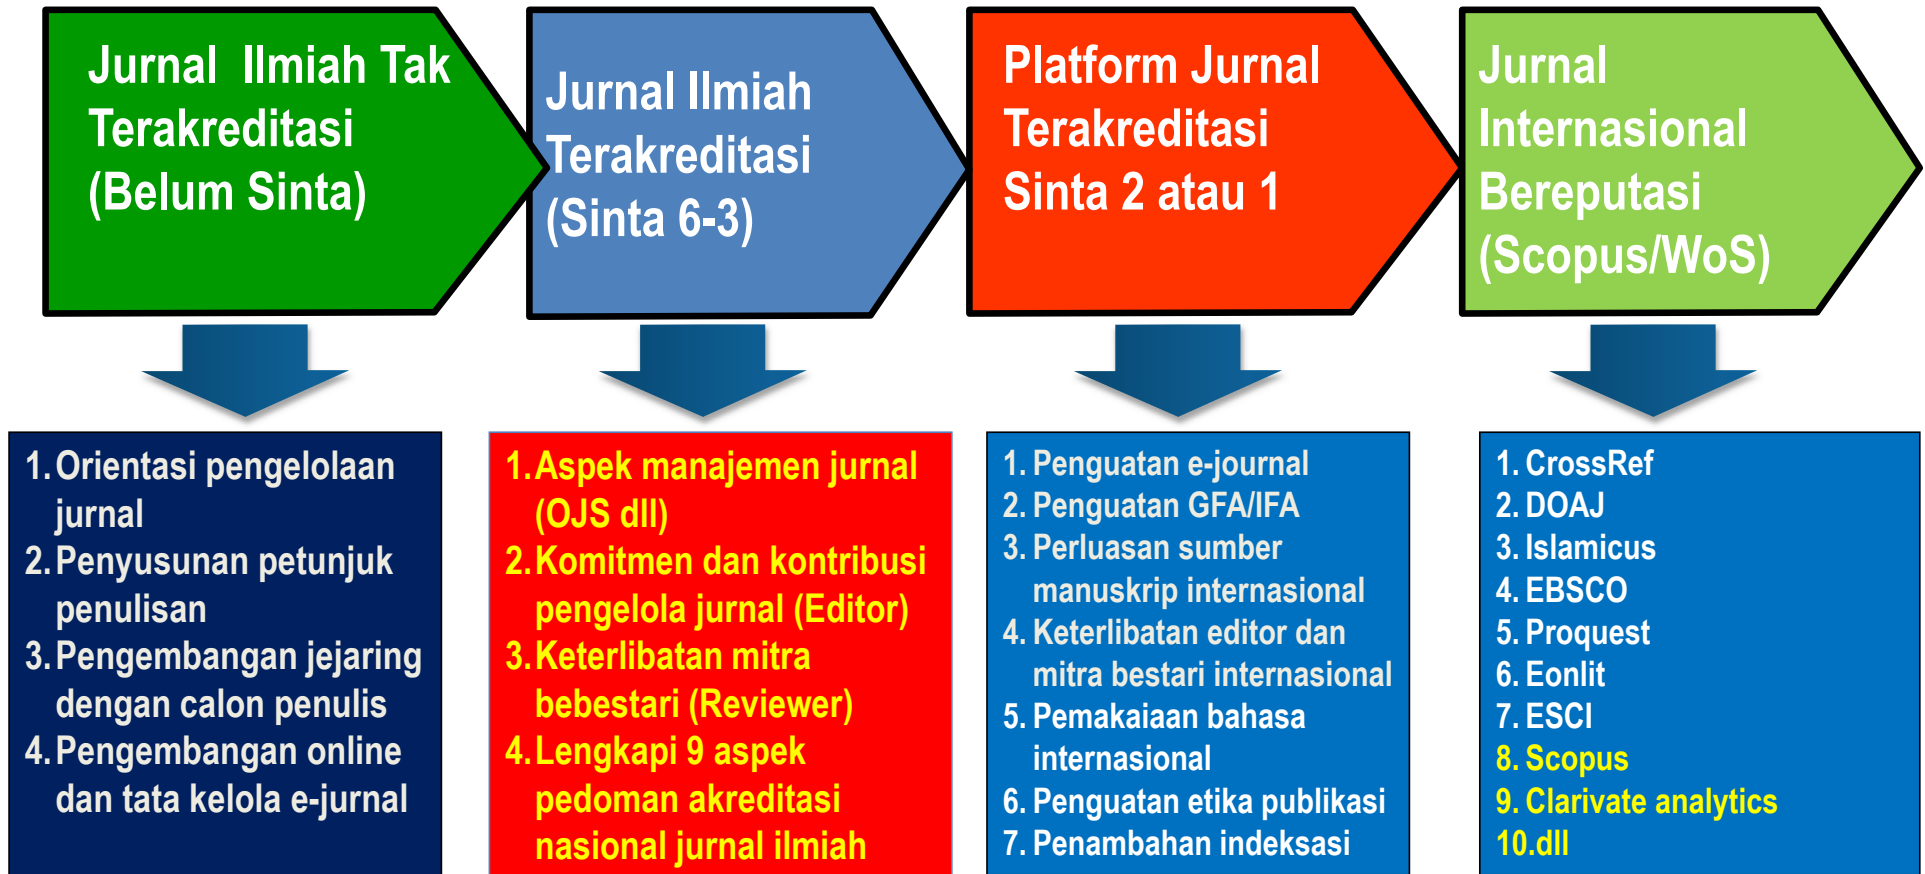 Jurnal Ilmiah Tak
Terakreditasi
(Belum Sinta)
Jurnal Ilmiah
Terakreditasi
(Sinta 6-3)
Platform Jurnal
Terakreditasi
Sinta 2 atau 1
Jurnal
Internasional
Bereputasi
(Scopus/WoS)
1. Orientasi pengelolaan
jurnal
2. Penyusunan petunjuk
penulisan
3. Pengembangan jejaring
dengan calon penulis
4. Pengembangan online
dan tata kelola e-jurnal
1. Aspek manajemen jurnal
(OJS dll)
2. Komitmen dan kontribusi
pengelola jurnal (Editor)
3. Keterlibatan mitra
bebestari (Reviewer)
4. Lengkapi 9 aspek
pedoman akreditasi
nasional jurnal ilmiah
1. Penguatan e-journal
2. Penguatan GFA/IFA
3. Perluasan sumber
manuskrip internasional
4. Keterlibatan editor dan
mitra bestari internasional
5. Pemakaiaan bahasa
internasional
6. Penguatan etika publikasi
7. Penambahan indeksasi
1. CrossRef
2. DOAJ
3. Islamicus
4. EBSCO
5. Proquest
6. Eonlit
7. ESCI
8. Scopus
9. Clarivate analytics
10.dll